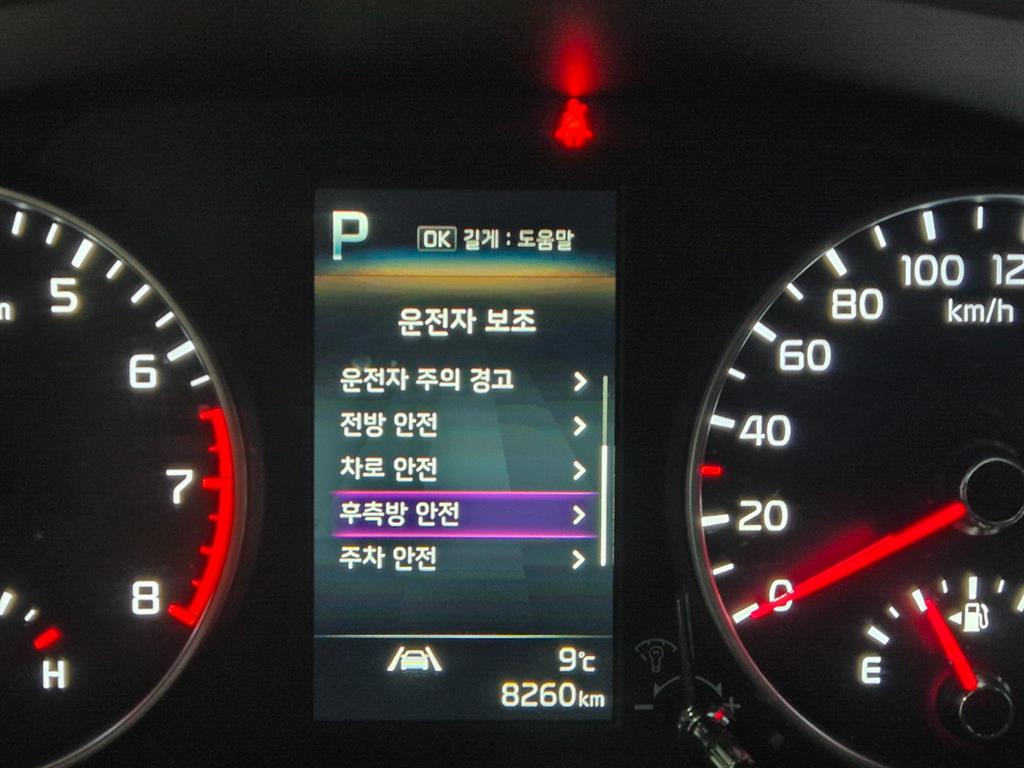 P
OK 길게 : 도움말
운전자 보조
운전자 주의 경고
전방 안전
차로 안전
후측방 안전
주차 안전
9℃
8260km
5
6
7
8
H
0
20
40
60
80
100
km/h
E